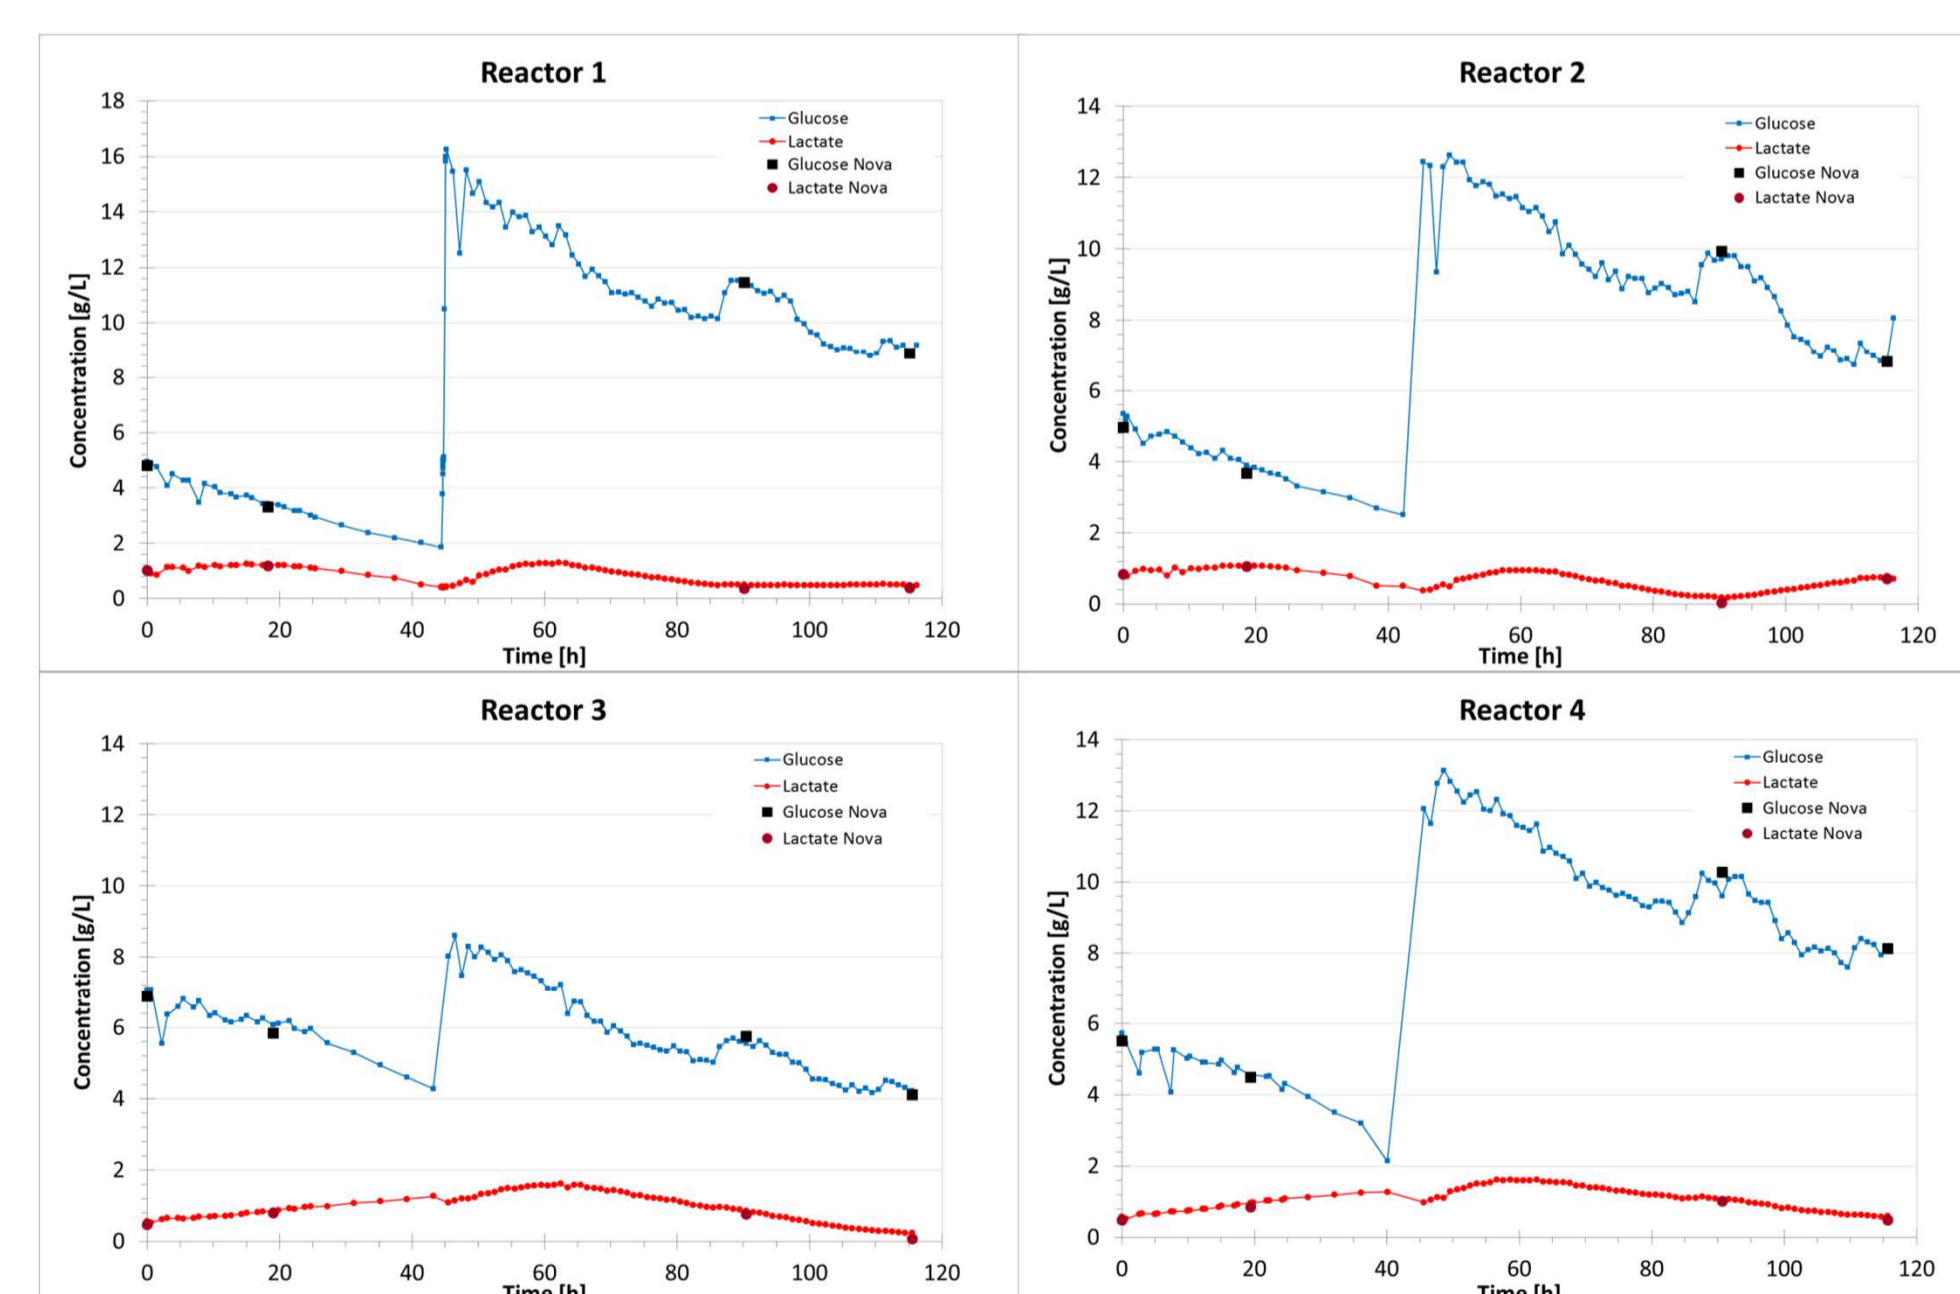 Reactor 1
18
16
14
12
10
8
6
4
2
0
Concentration [g/L]
Glucose
Lactate
Glucose Nova
Lactate Nova
0 20 40 60 80 100 120
Time [h]
Reactor 2
14
12
10
8
6
4
2
0
Concentration [g/L]
Glucose
Lactate
Glucose Nova
Lactate Nova
0 20 40 60 80 100 120
Time [h]
Reactor 3
14
12
10
8
6
4
2
0
Concentration [g/L]
Glucose
Lactate
Glucose Nova
Lactate Nova
0 20 40 60 80 100 120
Time [h]
Reactor 4
14
12
10
8
6
4
2
0
Concentration [g/L]
Glucose
Lactate
Glucose Nova
Lactate Nova
0 20 40 60 80 100 120
Time [h]